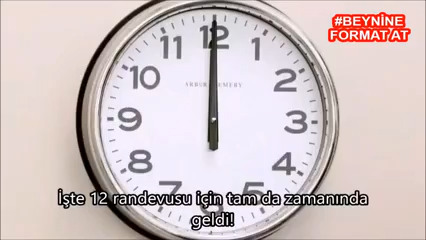 #BEYNİNE
FORMAT AT
12
11
1
10
2
9
3
8
4
7
5
İşte 12 randevusu için tam da zamanında
geldi!